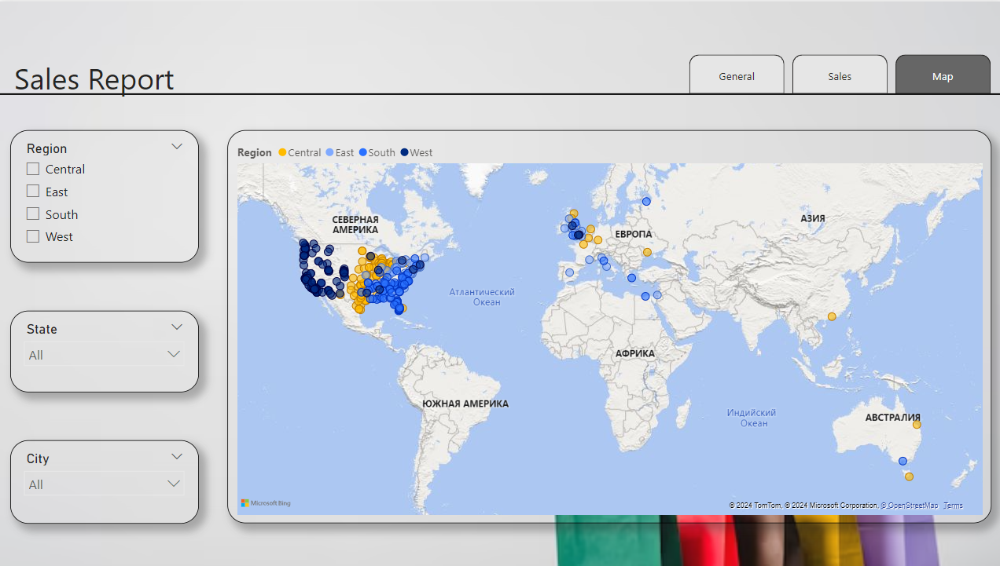 Sales Report
General
Sales
Map
Region
Central
East
South
West
State
All
City
All
Region Central East South West
СЕВЕРНАЯ
АМЕРИКА
АЗИЯ
ЕВРОПА
Атлантический
Океан
АФРИКА
ЮЖНАЯ АМЕРИКА
Индийский
Океан
АВСТРАЛИЯ
Microsoft Bing
© 2024 TomTom, © 2024 Microsoft Corporation, © OpenStreetMap Terms